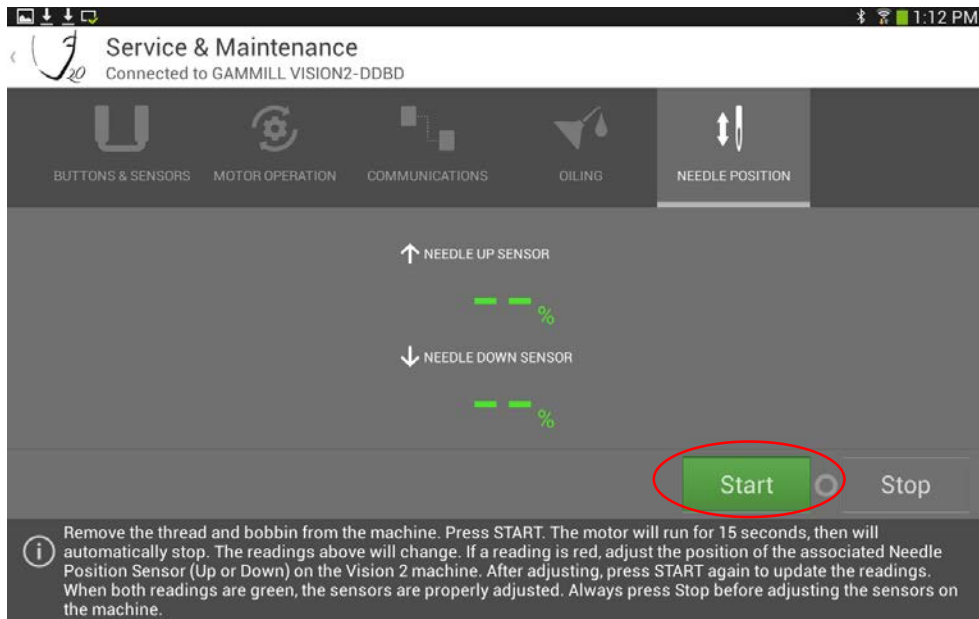 1:12 PM
Service & Maintenance
Connected to GAMMILL VISION2-DDBD
BUTTONS & SENSORS
MOTOR OPERATION
COMMUNICATIONS
OILING
NEEDLE POSITION
NEEDLE UP SENSOR
-- %
NEEDLE DOWN SENSOR
-- %
Start
Stop
Remove the thread and bobbin from the machine. Press START. The motor will run for 15 seconds, then will
automatically stop. The readings above will change. If a reading is red, adjust the position of the associated Needle
Position Sensor (Up or Down) on the Vision 2 machine. After adjusting, press START again to update the readings.
When both readings are green, the sensors are properly adjusted. Always press Stop before adjusting the sensors on
the machine.